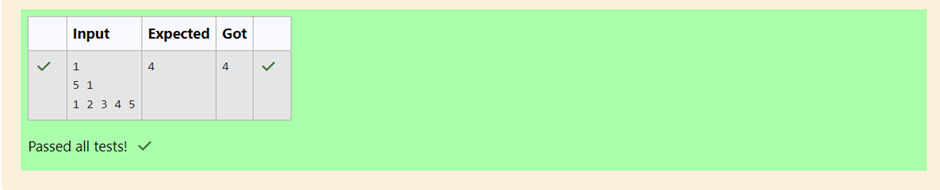 Input Expected Got
1 4 4
5 1
1 2 3 4 5
Passed all tests!